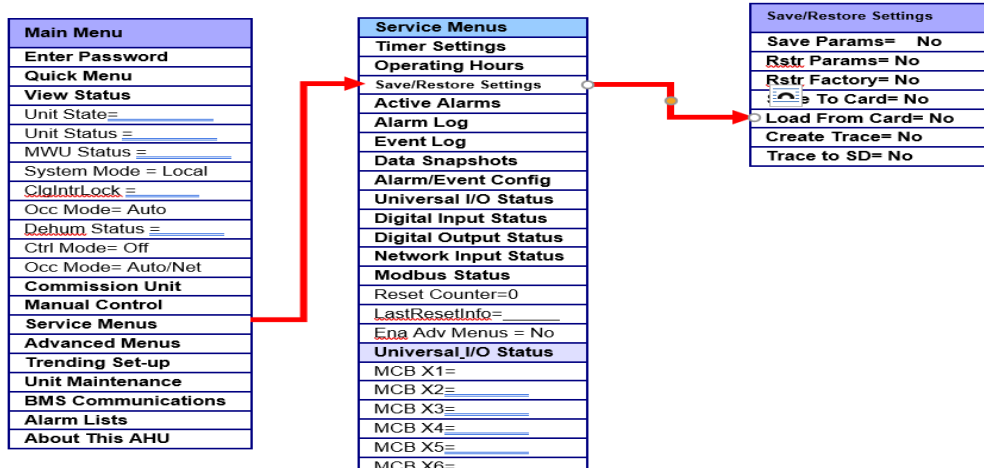 Main Menu
Enter Password
Quick Menu
View Status
Unit State=
Unit Status =
MWU Status =
System Mode = Local
ClgIntrLock =
Occ Mode= Auto
Dehum Status =
Ctrl Mode= Off
Occ Mode= Auto/Net
Commission Unit
Manual Control
Service Menus
Advanced Menus
Trending Set-up
Unit Maintenance
BMS Communications
Alarm Lists
About This AHU
Service Menus
Timer Settings
Operating Hours
Save/Restore Settings
Active Alarms
Alarm Log
Event Log
Data Snapshots
Alarm/Event Config
Universal I/O Status
Digital Input Status
Digital Output Status
Network Input Status
Modbus Status
Reset Counter=0
LastResetInfo=
Ena Adv Menus = No
Universal I/O Status
MCB X1=
MCB X2=
MCB X3=
MCB X4=
MCB X5=
MCB X6=
Save/Restore Settings
Save Params= No
Rstr Params= No
Rstr Factory= No
To Card= No
Load From Card= No
Create Trace= No
Trace to SD= No